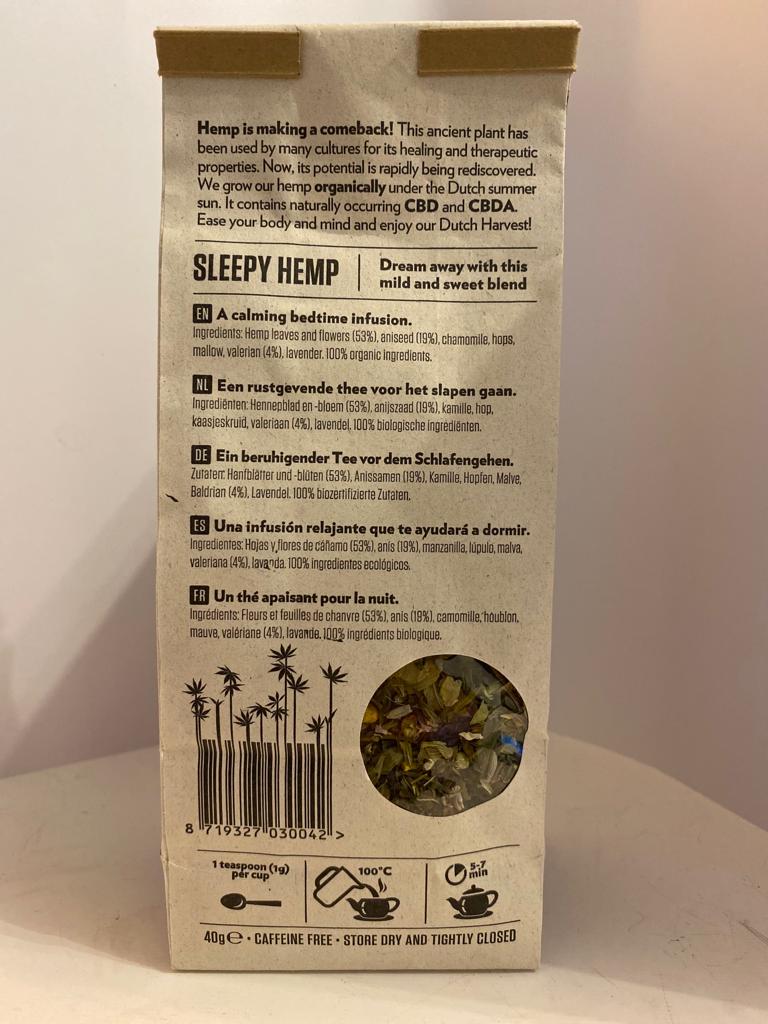 Hemp is making a comeback! This ancient plant has
been used by many cultures for its healing and therapeutic
properties. Now, its potential is rapidly being rediscovered.
We grow our hemp organically under the Dutch summer
sun. It contains naturally occurring CBD and CBDA.
Ease your body and mind and enjoy our Dutch Harvest!
SLEEPY HEMP
Dream away with this
mild and sweet blend
EN A calming bedtime infusion.
Ingredients: Hemp leaves and flowers (53%), aniseed (19%), chamomile, hops,
mallow, valerian (4%), lavender. 100% organic ingredients.
NL Een rustgevende thee voor het slapen gaan.
Ingrediënten: Hennepblad en -bloem (53%), anijszaad (19%), kamille, hop,
kaasjeskruid, valeriaan (4%), lavendel. 100% biologische ingrediënten.
DE Ein beruhigender Tee vor dem Schlafengehen.
Zutaten: Hanfblätter und -blüten (53%), Anissamen (19%), Kamille, Hopfen, Malve,
Baldrian (4%), Lavendel. 100% biozertifizierte Zutaten.
ES Una infusión relajante que te ayudará a dormir.
Ingredientes: Hojas y flores de cáñamo (53%), anís (19%), manzanilla, lúpulo, malva,
valeriana (4%), lavanda. 100% ingredientes ecológicos.
FR Un thé apaisant pour la nuit.
Ingrédients: Fleurs et feuilles de chanvre (53%), anis (19%), camomille, houblon,
mauve, valériane (4%), lavande. 100% ingrédients biologique.
8 719327 030042 >
1 teaspoon (1g)
per cup
100°C
5-7
min
40g℮ • CAFFEINE FREE • STORE DRY AND TIGHTLY CLOSED